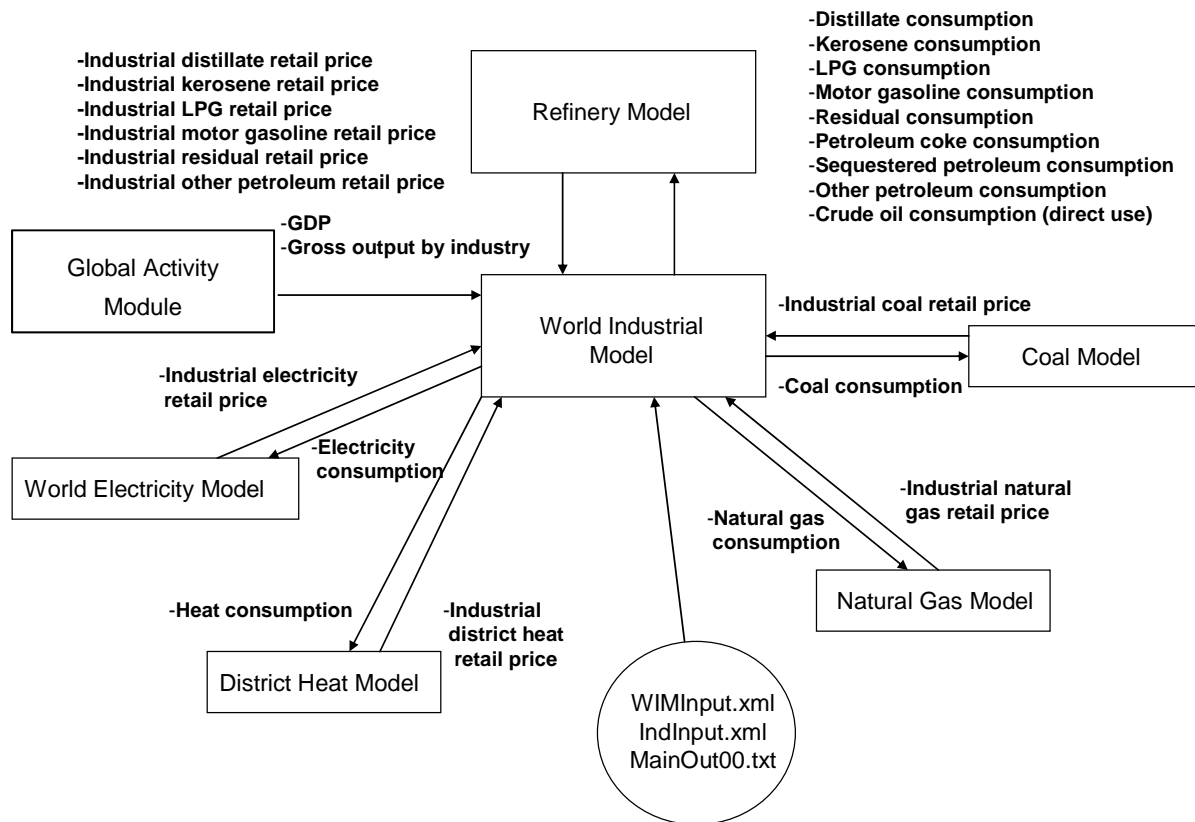 -Industrial distillate retail price
-Industrial kerosene retail price
-Industrial LPG retail price
-Industrial motor gasoline retail price
-Industrial residual retail price
-Industrial other petroleum retail price
Refinery Model
-Distillate consumption
-Kerosene consumption
-LPG consumption
-Motor gasoline consumption
-Residual consumption
-Petroleum coke consumption
-Sequestered petroleum consumption
-Other petroleum consumption
-Crude oil consumption (direct use)
-GDP
-Gross output by industry
Global Activity
Module
World Industrial
Model
-Industrial coal retail price
Coal Model
-Coal consumption
-Industrial electricity
retail price
-Electricity
consumption
World Electricity Model
-Industrial natural
gas retail price
-Natural gas
consumption
Natural Gas Model
-Heat consumption
-Industrial
district heat
retail price
District Heat Model
WIMInput.xml
IndInput.xml
MainOut00.txt